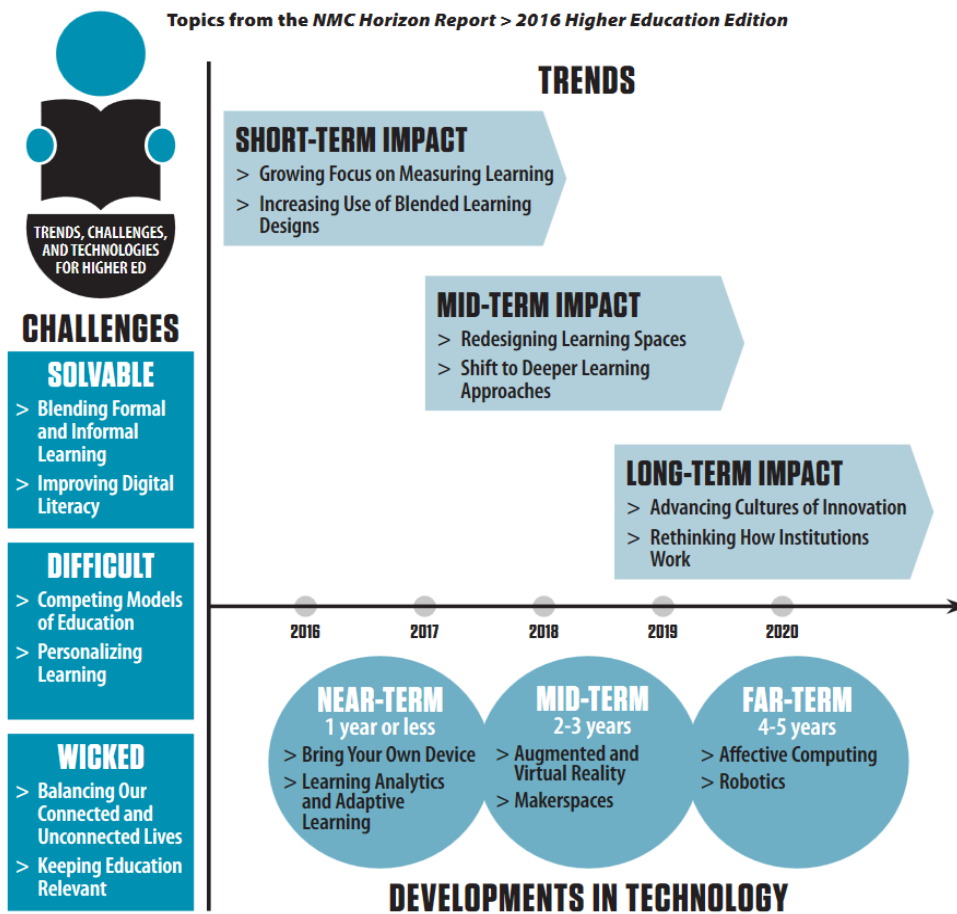 Topics from the NMC Horizon Report > 2016 Higher Education Edition
TRENDS, CHALLENGES,
AND TECHNOLOGIES
FOR HIGHER ED
CHALLENGES
SOLVABLE
> Blending Formal
and Informal
Learning
> Improving Digital
Literacy
DIFFICULT
> Competing Models
of Education
> Personalizing
Learning
WICKED
> Balancing Our
Connected and
Unconnected Lives
> Keeping Education
Relevant
TRENDS
SHORT-TERM IMPACT
> Growing Focus on Measuring Learning
> Increasing Use of Blended Learning
Designs
MID-TERM IMPACT
> Redesigning Learning Spaces
> Shift to Deeper Learning
Approaches
LONG-TERM IMPACT
> Advancing Cultures of Innovation
> Rethinking How Institutions
Work
2016 2017 2018 2019 2020
NEAR-TERM
1 year or less
> Bring Your Own Device
> Learning Analytics
and Adaptive
Learning
MID-TERM
2-3 years
> Augmented and
Virtual Reality
> Makerspaces
FAR-TERM
4-5 years
> Affective Computing
> Robotics
DEVELOPMENTS IN TECHNOLOGY